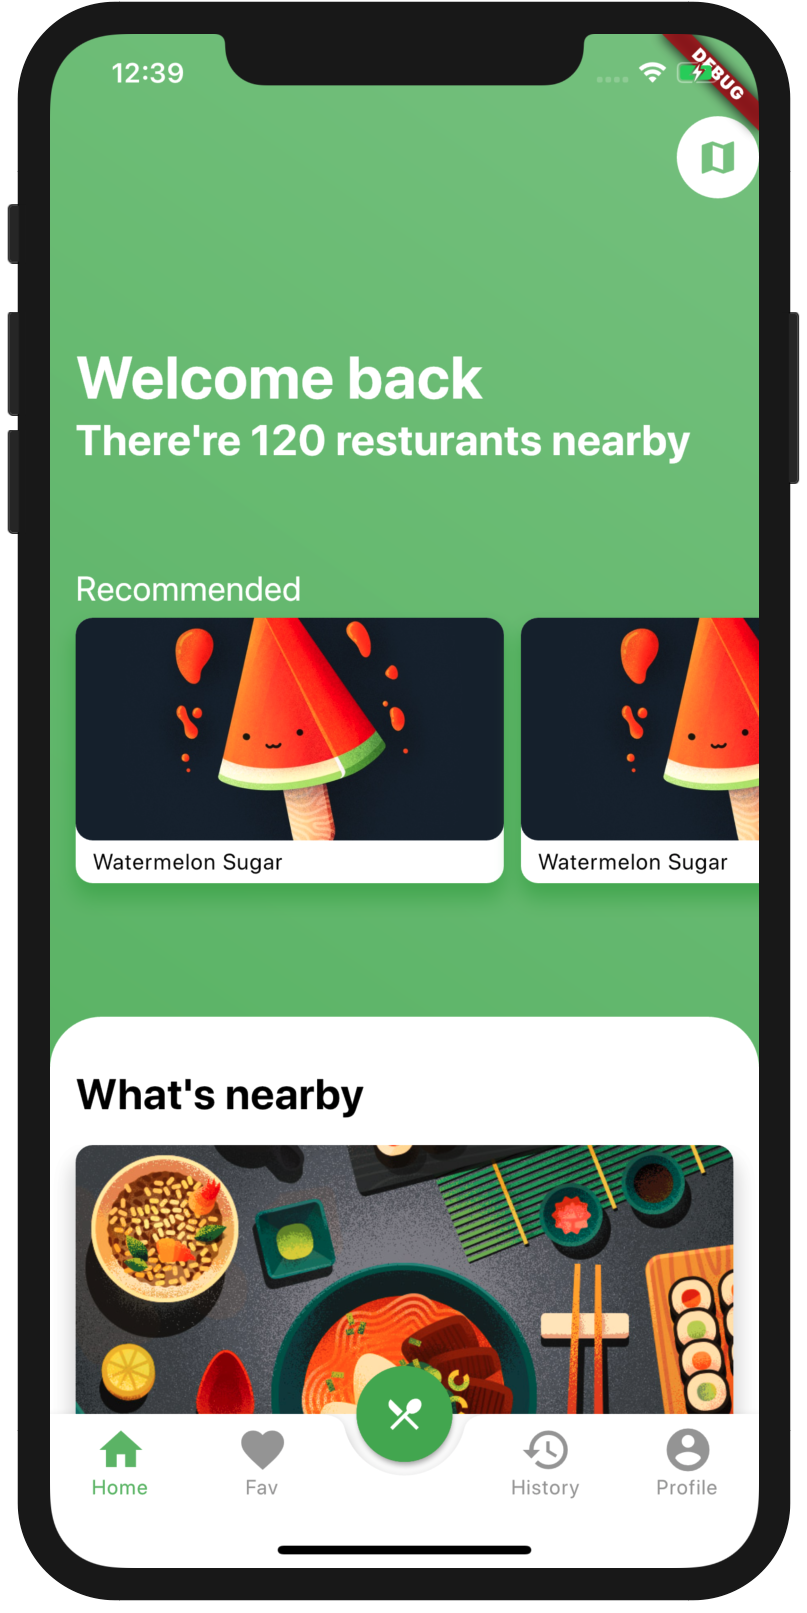 12:39
DEBUG
Welcome back
There're 120 resturants nearby
Recommended
Watermelon Sugar
Watermelon Sugar
What's nearby
Home
Fav
History
Profile